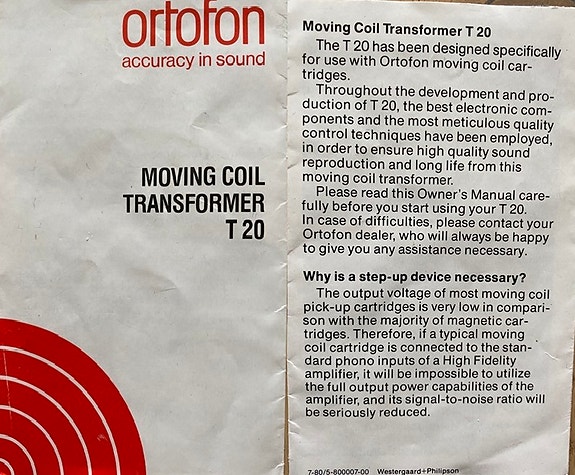 ortofon
accuracy in sound
MOVING COIL
TRANSFORMER
T 20
Moving Coil Transformer T 20
The T 20 has been designed specifically
for use with Ortofon moving coil car-
tridges.
Throughout the development and pro-
duction of T 20, the best electronic com-
ponents and the most meticulous quality
control techniques have been employed,
in order to ensure high quality sound
reproduction and long life from this
moving coil transformer.
Please read this Owner's Manual care-
fully before you start using your T 20.
In case of difficulties, please contact your
Ortofon dealer, who will always be happy
to give you any assistance necessary.
Why is a step-up device necessary?
The output voltage of most moving coil
pick-up cartridges is very low in compari-
son with the majority of magnetic car-
tridges. Therefore, if a typical moving
coil cartridge is connected to the stan-
dard phono inputs of a High Fidelity
amplifier, it will be impossible to utilize
the full output power capabilities of the
amplifier, and its signal-to-noise ratio will
be seriously reduced.
7-80/5-800007-00 Westergaard+Philipson